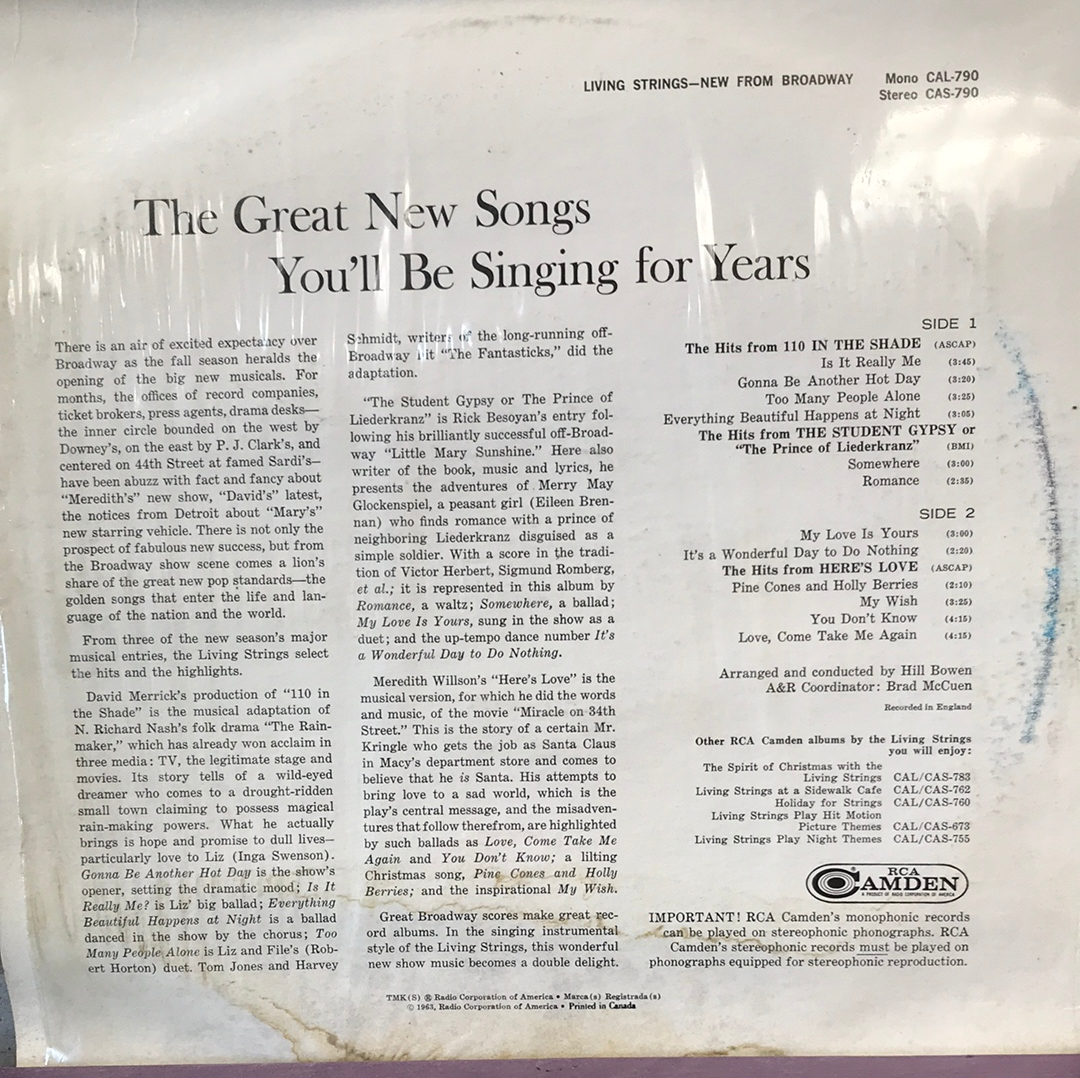 LIVING STRINGS—NEW FROM BROADWAY Mono CAL-790
Stereo CAS-790
The Great New Songs
You'll Be Singing for Years
There is an air of excited expectancy over
Broadway as the fall season heralds the
opening of the big new musicals. For
months, the offices of record companies,
ticket brokers, press agents, drama desks—
the inner circle bounded on the west by
Downey's, on the east by P. J. Clark's, and
centered on 44th Street at famed Sardi's—
have been abuzz with fact and fancy about
"Meredith's" new show, "David's" latest,
the notices from Detroit about "Mary's"
new starring vehicle. There is not only the
prospect of fabulous new success, but from
the Broadway show scene comes a lion's
share of the great new pop standards—the
golden songs that enter the life and lan-
guage of the nation and the world.
From three of the new season's major
musical entries, the Living Strings select
the hits and the highlights.
David Merrick's production of "110 in
the Shade" is the musical adaptation of
N. Richard Nash's folk drama "The Rain-
maker," which has already won acclaim in
three media: TV, the legitimate stage and
movies. Its story tells of a wild-eyed
dreamer who comes to a drought-ridden
small town claiming to possess magical
rain-making powers. What he actually
brings is hope and promise to dull lives—
particularly love to Liz (Inga Swenson).
Gonna Be Another Hot Day is the show's
opener, setting the dramatic mood; Is It
Really Me? is Liz' big ballad; Everything
Beautiful Happens at Night is a ballad
danced in the show by the chorus; Too
Many People Alone is Liz and File's (Rob-
ert Horton) duet. Tom Jones and Harvey
Schmidt, writers of the long-running off-
Broadway hit "The Fantasticks," did the
adaptation.
"The Student Gypsy or The Prince of
Liederkranz" is Rick Besoyan's entry fol-
lowing his brilliantly successful off-Broad-
way "Little Mary Sunshine." Here also
writer of the book, music and lyrics, he
presents the adventures of Merry May
Glockenspiel, a peasant girl (Eileen Bren-
nan) who finds romance with a prince of
neighboring Liederkranz disguised as a
simple soldier. With a score in the tradi-
tion of Victor Herbert, Sigmund Romberg,
et al.; it is represented in this album by
Romance, a waltz; Somewhere, a ballad;
My Love Is Yours, sung in the show as a
duet; and the up-tempo dance number It's
a Wonderful Day to Do Nothing.
Meredith Willson's "Here's Love" is the
musical version, for which he did the words
and music, of the movie "Miracle on 34th
Street." This is the story of a certain Mr.
Kringle who gets the job as Santa Claus
in Macy's department store and comes to
believe that he is Santa. His attempts to
bring love to a sad world, which is the
play's central message, and the misadven-
tures that follow therefrom, are highlighted
by such ballads as Love, Come Take Me
Again and You Don't Know; a lilting
Christmas song, Pine Cones and Holly
Berries; and the inspirational My Wish.
Great Broadway scores make great rec-
ord albums. In the singing instrumental
style of the Living Strings, this wonderful
new show music becomes a double delight.
SIDE 1
The Hits from 110 IN THE SHADE (ASCAP)
Is It Really Me (3:45)
Gonna Be Another Hot Day (3:20)
Too Many People Alone (3:25)
Everything Beautiful Happens at Night (3:05)
The Hits from THE STUDENT GYPSY or
"The Prince of Liederkranz" (BMI)
Somewhere (3:00)
Romance (2:35)
SIDE 2
My Love Is Yours (3:00)
It's a Wonderful Day to Do Nothing (2:20)
The Hits from HERE'S LOVE (ASCAP)
Pine Cones and Holly Berries (2:10)
My Wish (3:25)
You Don't Know (4:15)
Love, Come Take Me Again (4:15)
Arranged and conducted by Hill Bowen
A&R Coordinator: Brad McCuen
Recorded in England
Other RCA Camden albums by the Living Strings
you will enjoy:
The Spirit of Christmas with the
Living Strings CAL/CAS-783
Living Strings at a Sidewalk Cafe CAL/CAS-762
Holiday for Strings CAL/CAS-760
Living Strings Play Hit Motion
Picture Themes CAL/CAS-673
Living Strings Play Night Themes CAL/CAS-755
RCA
CAMDEN
A PRODUCT OF RADIO CORPORATION OF AMERICA
IMPORTANT! RCA Camden's monophonic records
can be played on stereophonic phonographs. RCA
Camden's stereophonic records must be played on
phonographs equipped for stereophonic reproduction.
TMK(S) ® Radio Corporation of America • Marca(s) Registrada(s)
© 1963, Radio Corporation of America • Printed in Canada